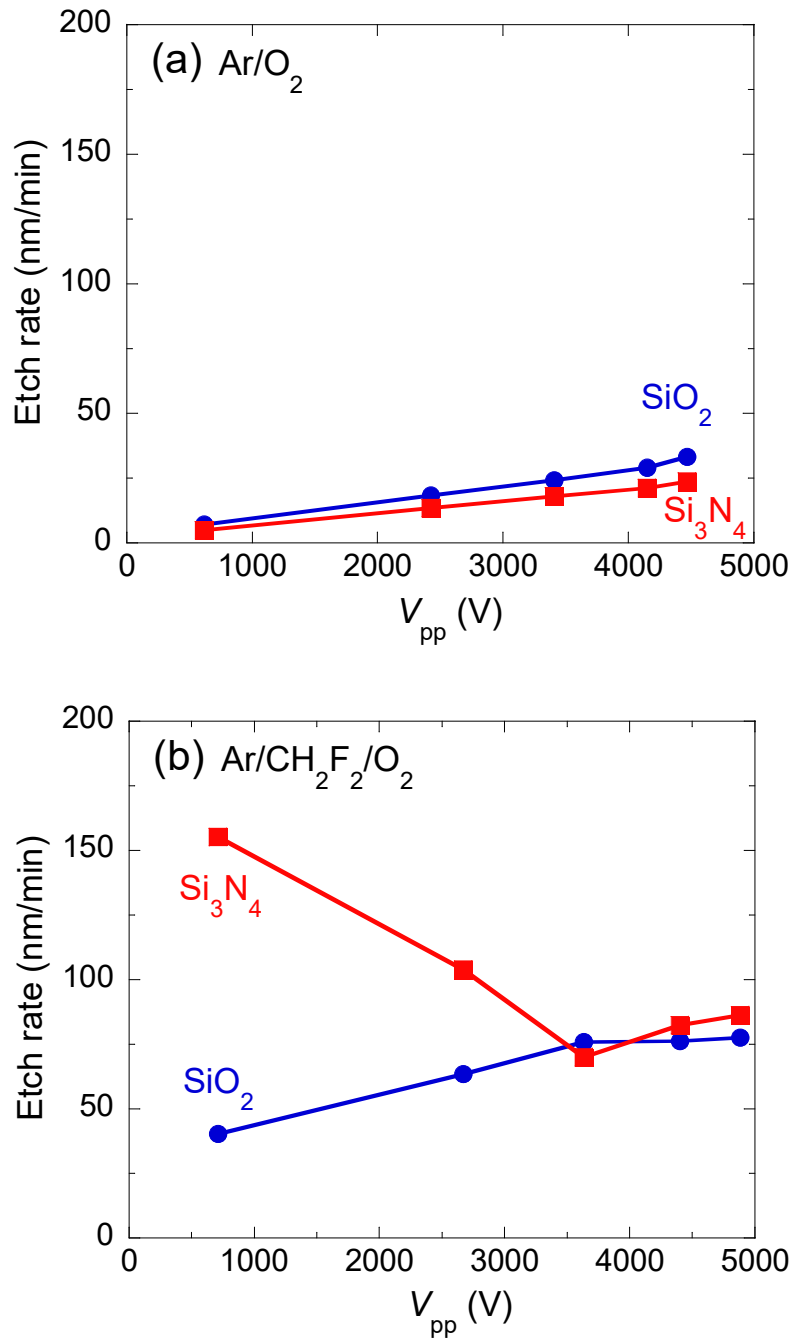 200
(a) Ar/O₂
150
Etch rate (nm/min)
100
SiO₂
50
Si₃N₄
0
0 1000 2000 3000 4000 5000
Vpp (V)
200
(b) Ar/CH₂F₂/O₂
150
Si₃N₄
Etch rate (nm/min)
100
SiO₂
50
0
0 1000 2000 3000 4000 5000
Vpp (V)